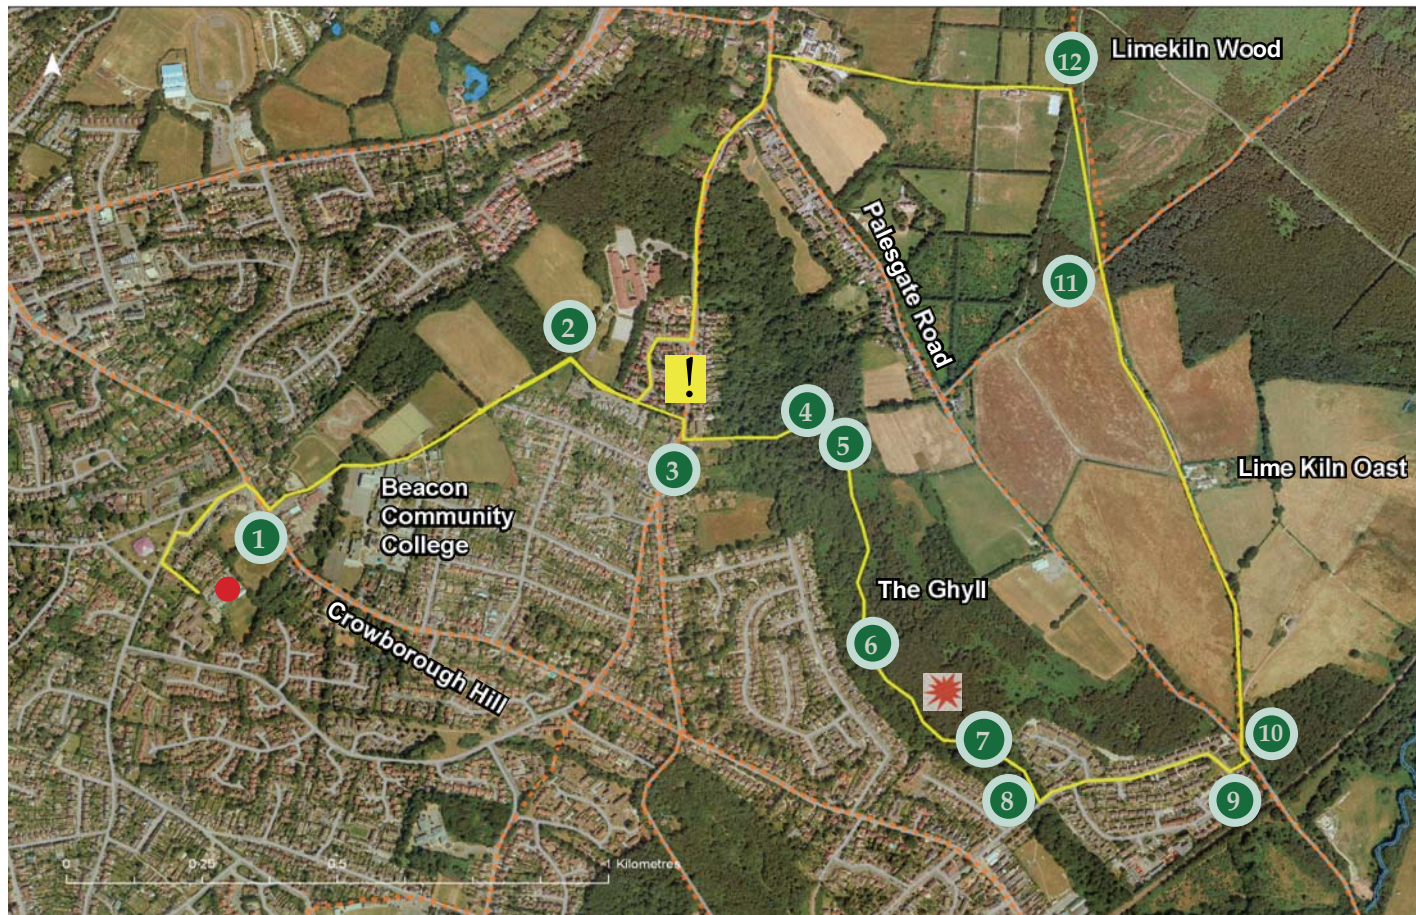 12
Limekiln Wood
Palesgate Road
11
2
!
4
5
3
Lime Kiln Oast
Beacon
Community
College
1
The Ghyll
6
Crowborough Hill
7
10
8
9
0 0.25 0.5 1 Kilometres